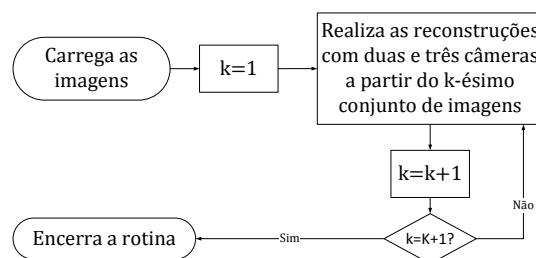 Carrega as
imagens
k=1
Realiza as reconstruções
com duas e três câmeras
a partir do k-ésimo
conjunto de imagens
k=k+1
k=K+1?
Não
Sim
Encerra a rotina